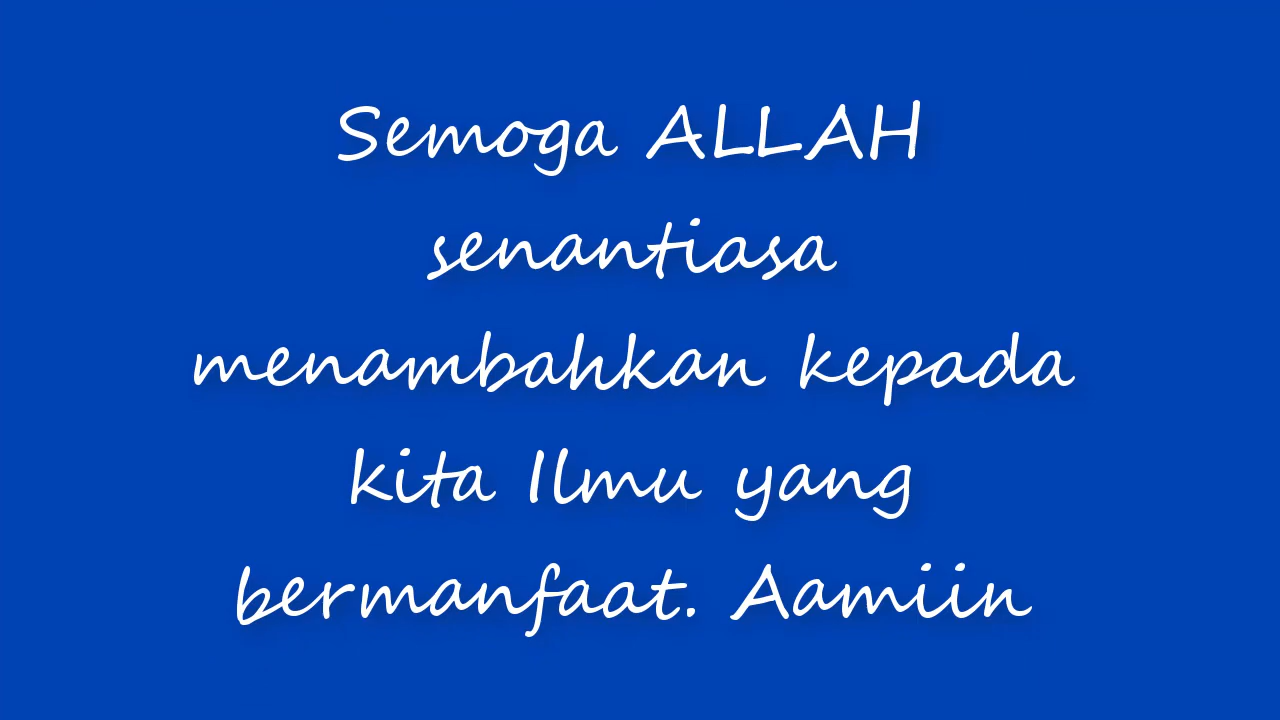 Semoga ALLAH
senantiasa
menambahkan kepada
kita Ilmu yang
bermanfaat. Aamiin